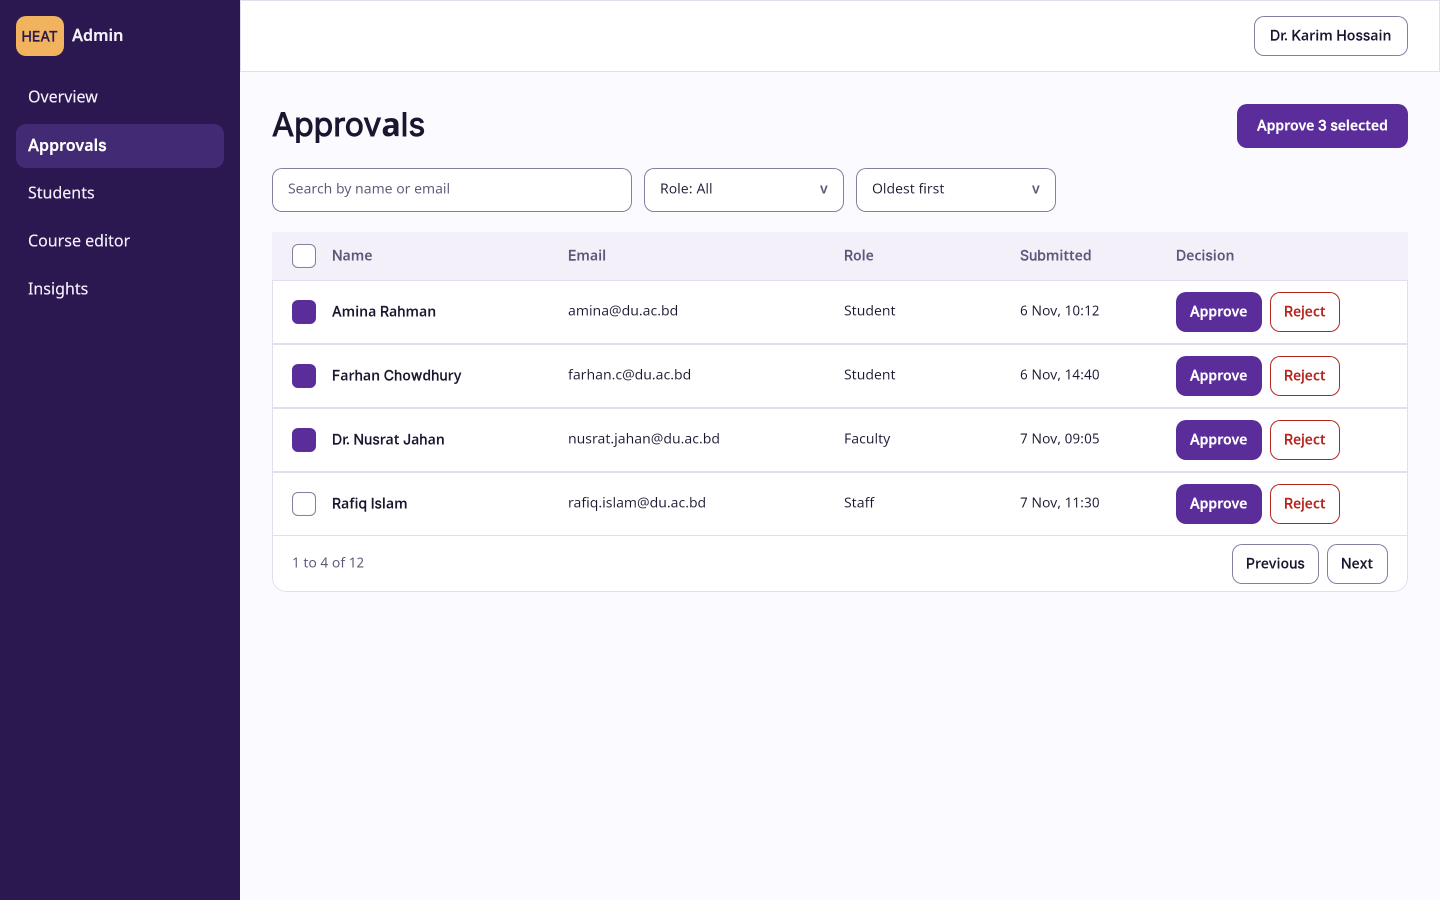 HEAT Admin
Dr. Karim Hossain
Overview
Approvals
Students
Course editor
Insights
Approvals
Approve 3 selected
Search by name or email
Role: All v
Oldest first v
Name Email Role Submitted Decision
Amina Rahman amina@du.ac.bd Student 6 Nov, 10:12 Approve Reject
Farhan Chowdhury farhan.c@du.ac.bd Student 6 Nov, 14:40 Approve Reject
Dr. Nusrat Jahan nusrat.jahan@du.ac.bd Faculty 7 Nov, 09:05 Approve Reject
Rafiq Islam rafiq.islam@du.ac.bd Staff 7 Nov, 11:30 Approve Reject
1 to 4 of 12 Previous Next